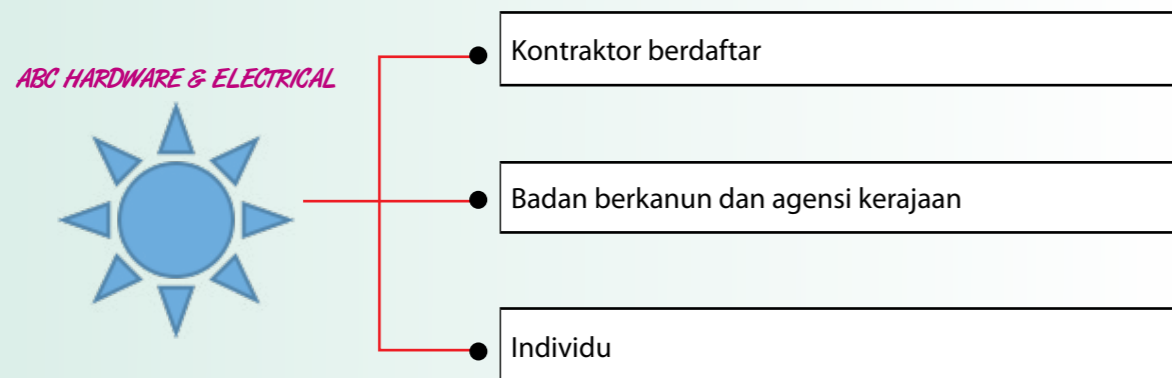 ABC HARDWARE & ELECTRICAL
Kontraktor berdaftar
Badan berkanun dan agensi kerajaan
Individu